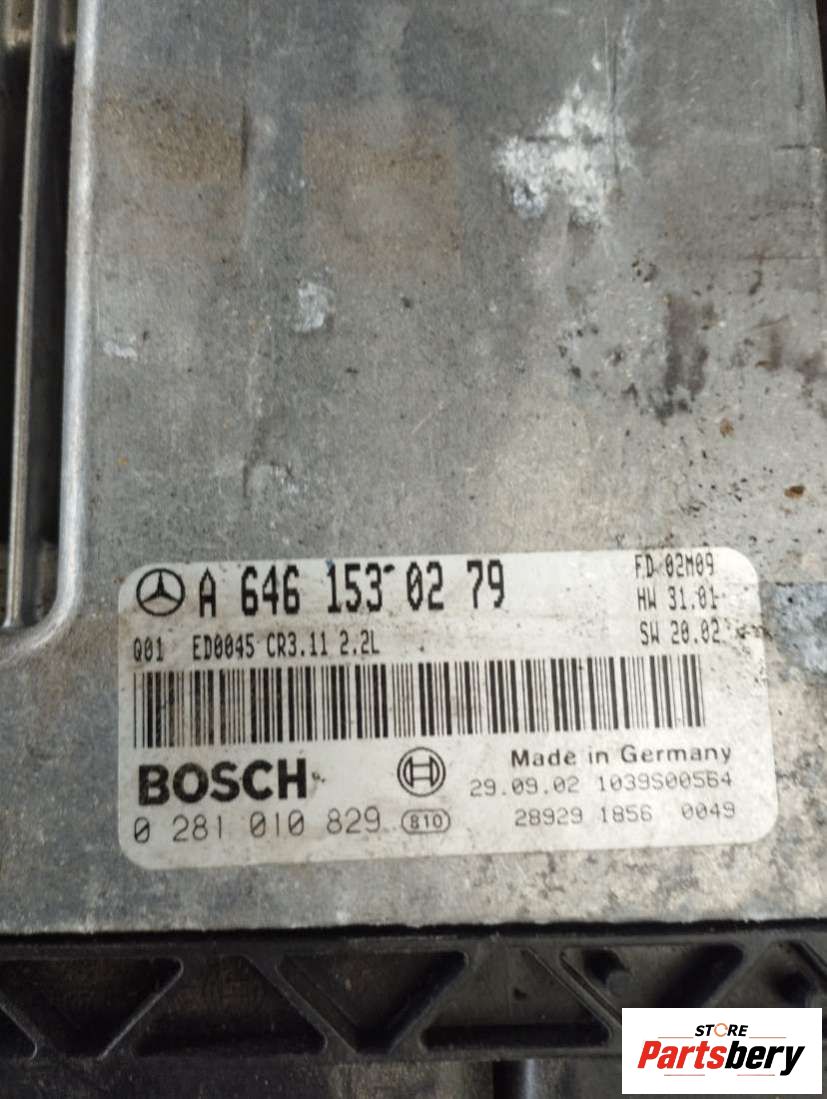 A 646 153 02 79
FD 02M09
HW 31.01
SW 20.02
Q01 ED0045 CR3.11 2.2L
BOSCH
Made in Germany
29.09.02 1039S00564
0 281 010 829 810
28929 1856 0049
STORE
Partsbery